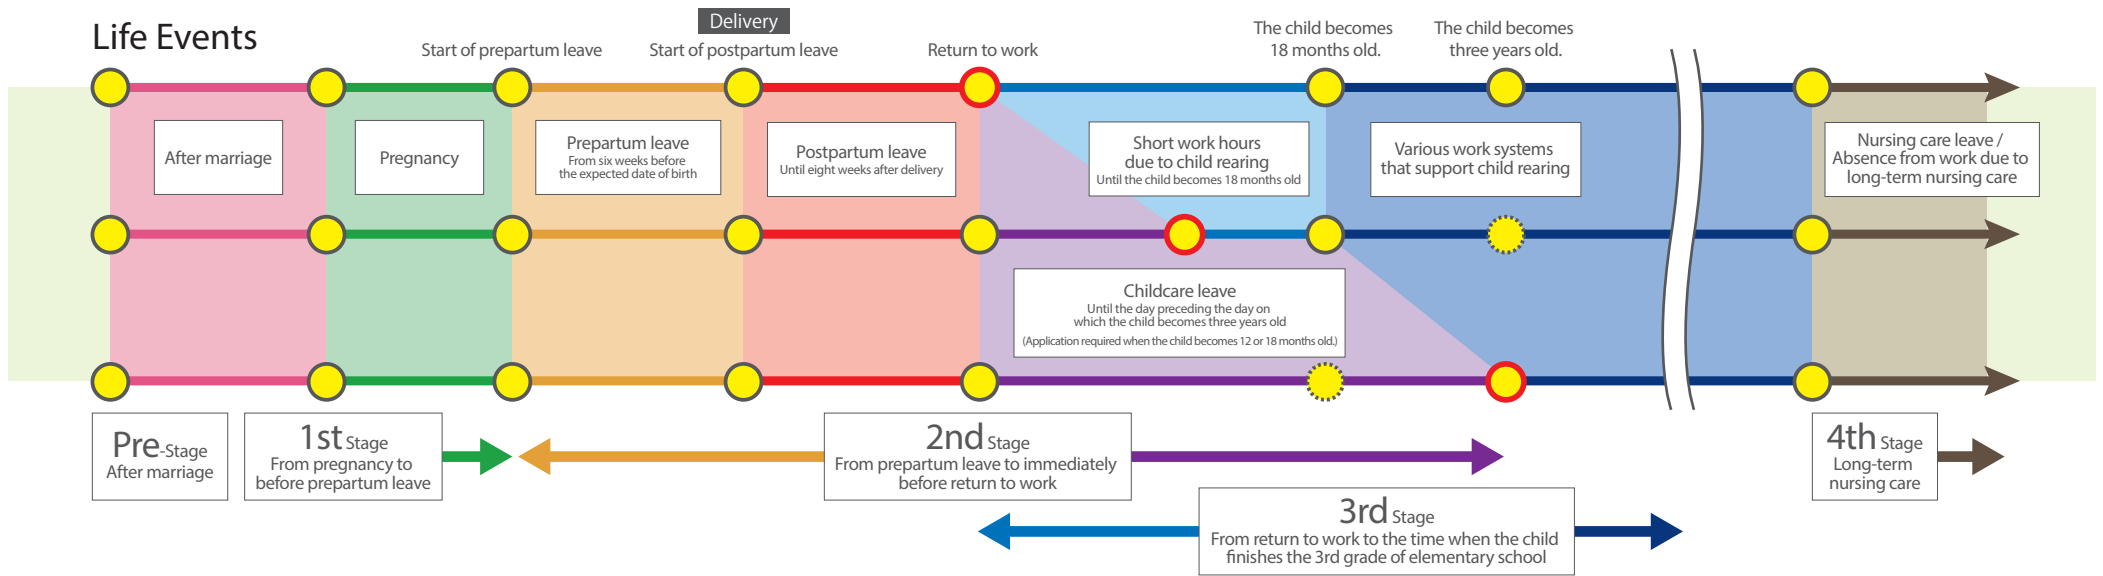 Life Events
Delivery
Start of prepartum leave
Start of postpartum leave
Return to work
The child becomes
18 months old.
The child becomes
three years old.
After marriage
Pregnancy
Prepartum leave
From six weeks before
the expected date of birth
Postpartum leave
Until eight weeks after delivery
Short work hours
due to child rearing
Until the child becomes 18 months old
Various work systems
that support child rearing
Nursing care leave /
Absence from work due to
long-term nursing care
Childcare leave
Until the day preceding the day on
which the child becomes three years old
(Application required when the child becomes 12 or 18 months old.)
Pre-Stage
After marriage
1st Stage
From pregnancy to
before prepartum leave
2nd Stage
From prepartum leave to immediately
before return to work
3rd Stage
From return to work to the time when the child
finishes the 3rd grade of elementary school
4th Stage
Long-term
nursing care